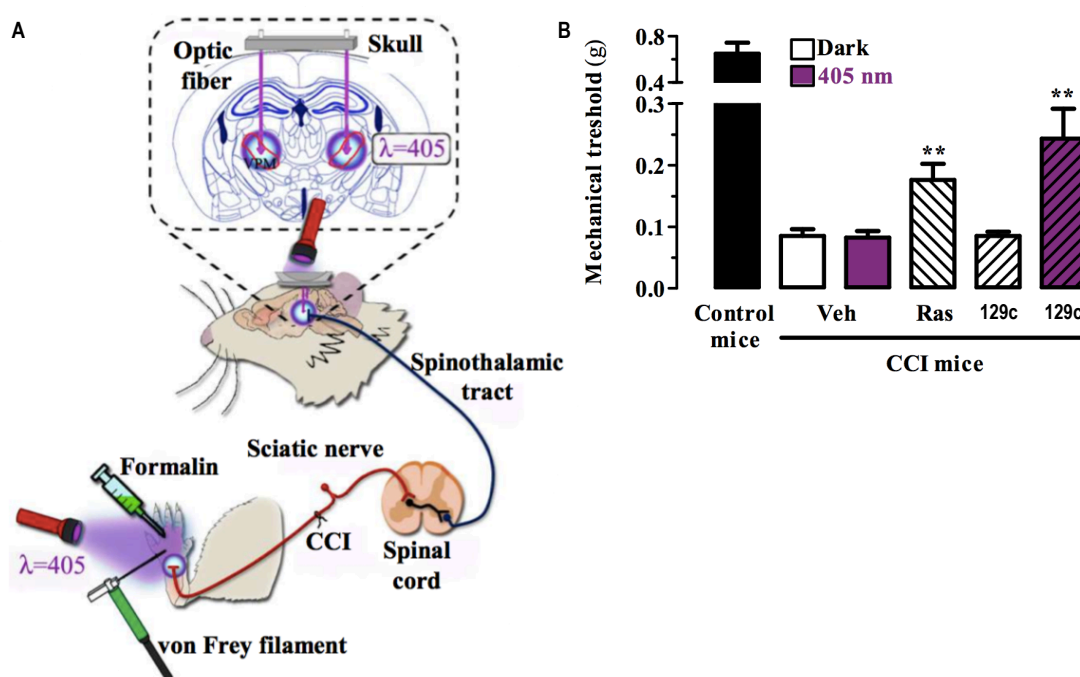 A
Optic
fiber
Skull
VPM
λ=405
Spinothalamic
tract
Sciatic nerve
Formalin
CCI
λ=405
Spinal
cord
von Frey filament
B
Mechanical treshold (g)
0.8
0.4
0.3
0.2
0.1
0.0
Dark
405 nm
**
**
Control
mice
Veh
Ras
129c
129c
CCI mice